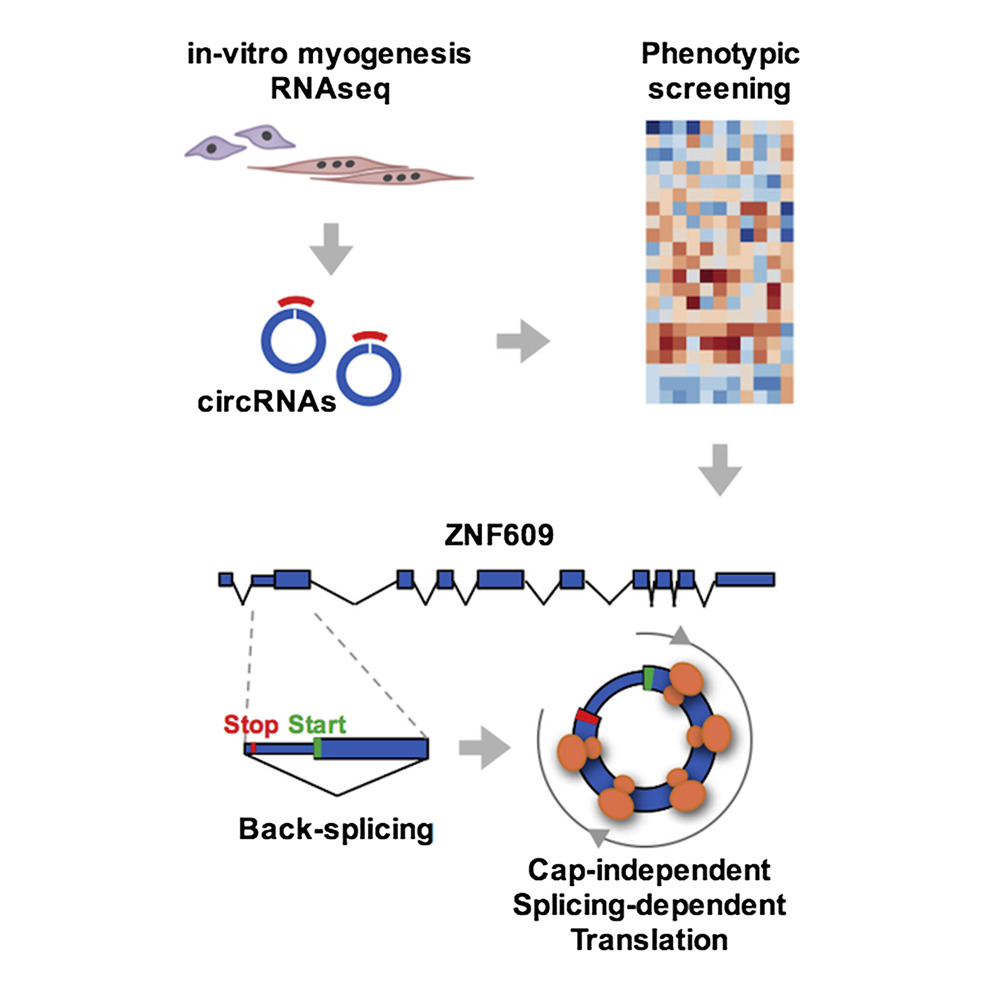 in-vitro myogenesis
RNAseq
Phenotypic
screening
circRNAs
ZNF609
Stop Start
Back-splicing
Cap-independent
Splicing-dependent
Translation